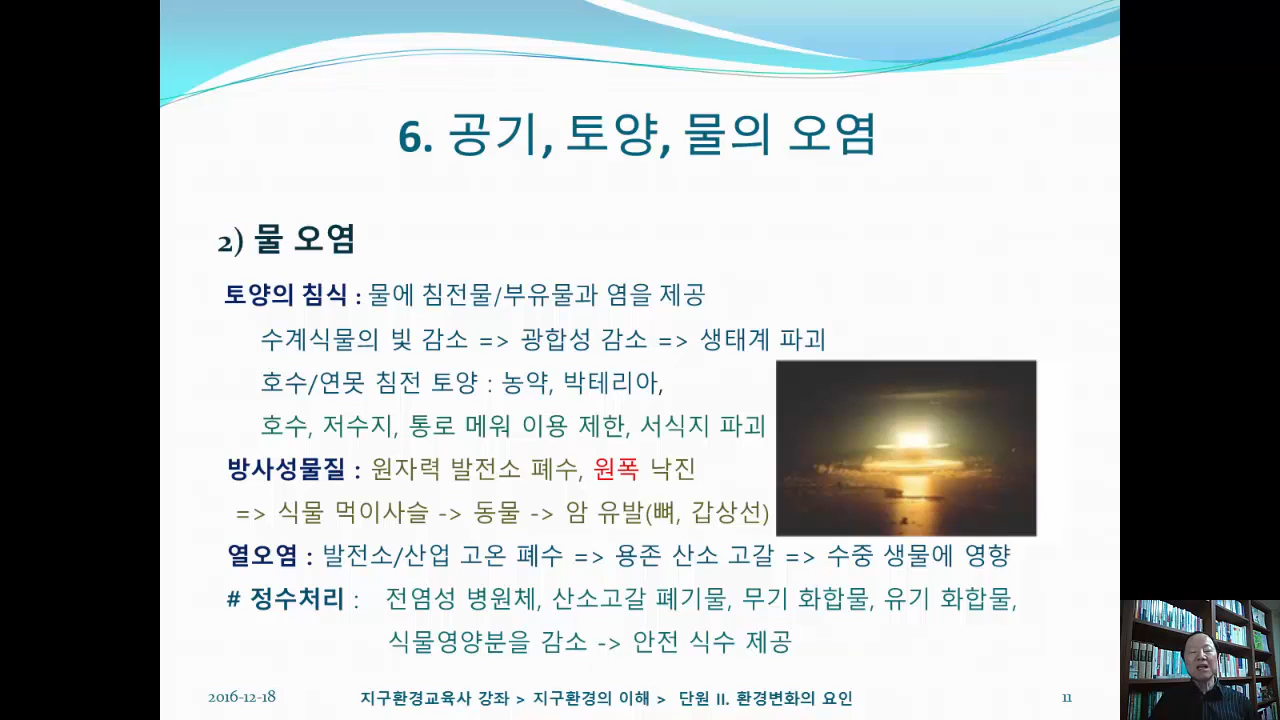 6. 공기, 토양, 물의 오염
2) 물 오염
토양의 침식 : 물에 침전물/부유물과 염을 제공
수계식물의 빛 감소 => 광합성 감소 => 생태계 파괴
호수/연못 침전 토양 : 농약, 박테리아,
호수, 저수지, 통로 메워 이용 제한, 서식지 파괴
방사성물질 : 원자력 발전소 폐수, 원폭 낙진
=> 식물 먹이사슬 -> 동물 -> 암 유발(뼈, 갑상선)
열오염 : 발전소/산업 고온 폐수 => 용존 산소 고갈 => 수중 생물에 영향
# 정수처리 : 전염성 병원체, 산소고갈 폐기물, 무기 화합물, 유기 화합물,
식물영양분을 감소 -> 안전 식수 제공
2016-12-18 지구환경교육사 강좌 > 지구환경의 이해 > 단원 II. 환경변화의 요인 11